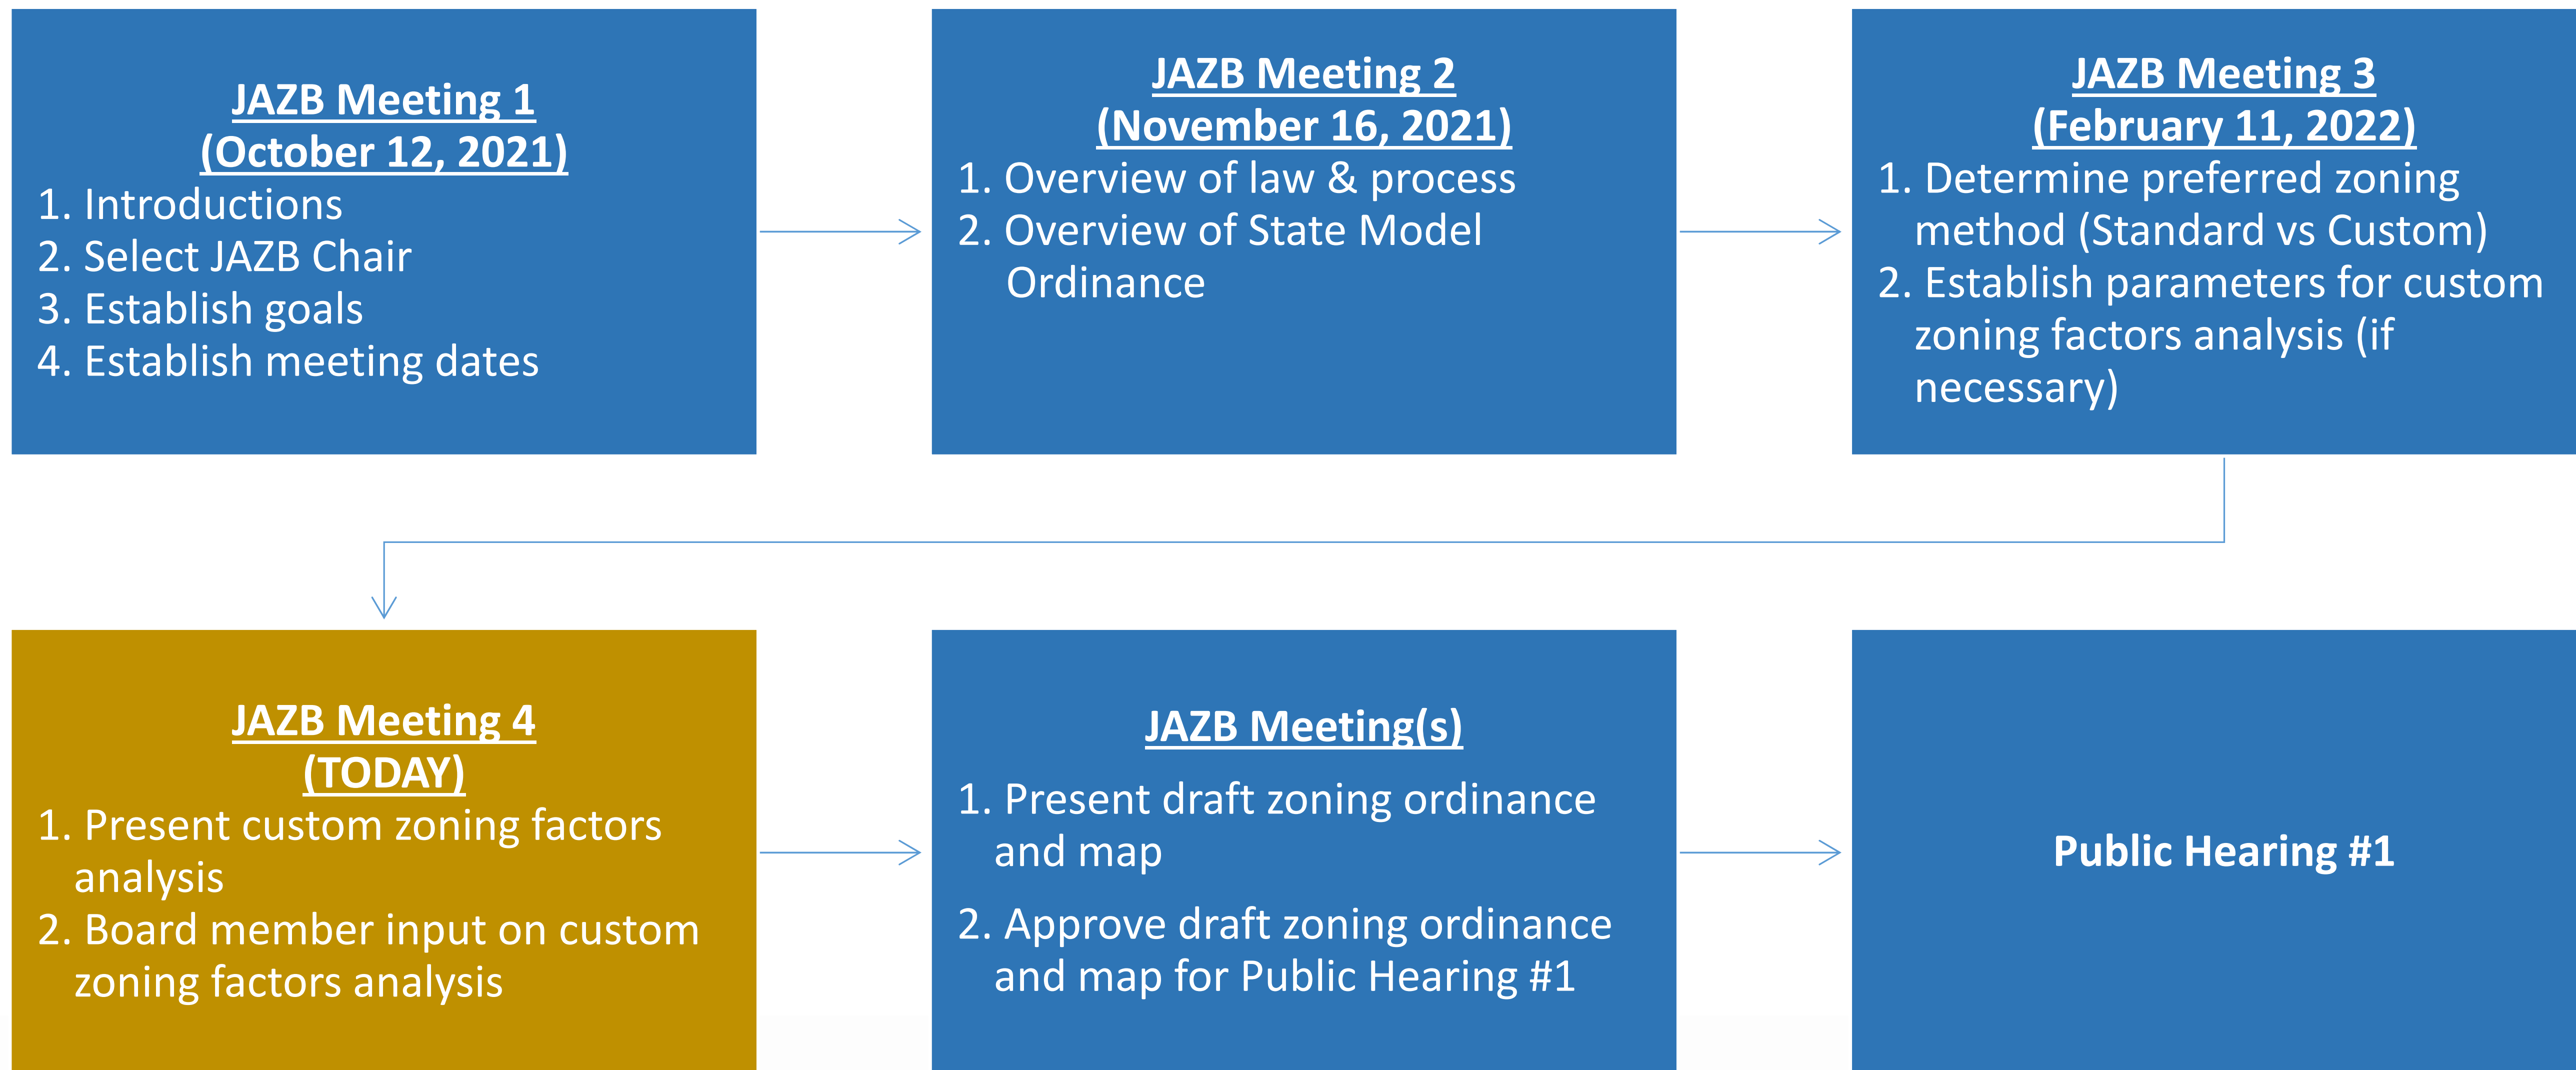 JAZB Meeting 1
(October 12, 2021)
1. Introductions
2. Select JAZB Chair
3. Establish goals
4. Establish meeting dates
JAZB Meeting 2
(November 16, 2021)
1. Overview of law & process
2. Overview of State Model
Ordinance
JAZB Meeting 3
(February 11, 2022)
1. Determine preferred zoning
method (Standard vs Custom)
2. Establish parameters for custom
zoning factors analysis (if
necessary)
JAZB Meeting 4
(TODAY)
1. Present custom zoning factors
analysis
2. Board member input on custom
zoning factors analysis
JAZB Meeting(s)
1. Present draft zoning ordinance
and map
2. Approve draft zoning ordinance
and map for Public Hearing #1
Public Hearing #1